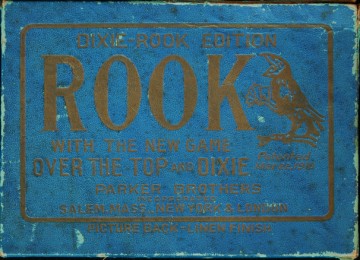 DIXIE-ROOK EDITION
ROOK
WITH THE NEW GAME
OVER THE TOP AND DIXIE
PARKER BROTHERS
SALEM, MASS., NEW YORK & LONDON
PICTURE BACK - LINEN FINISH